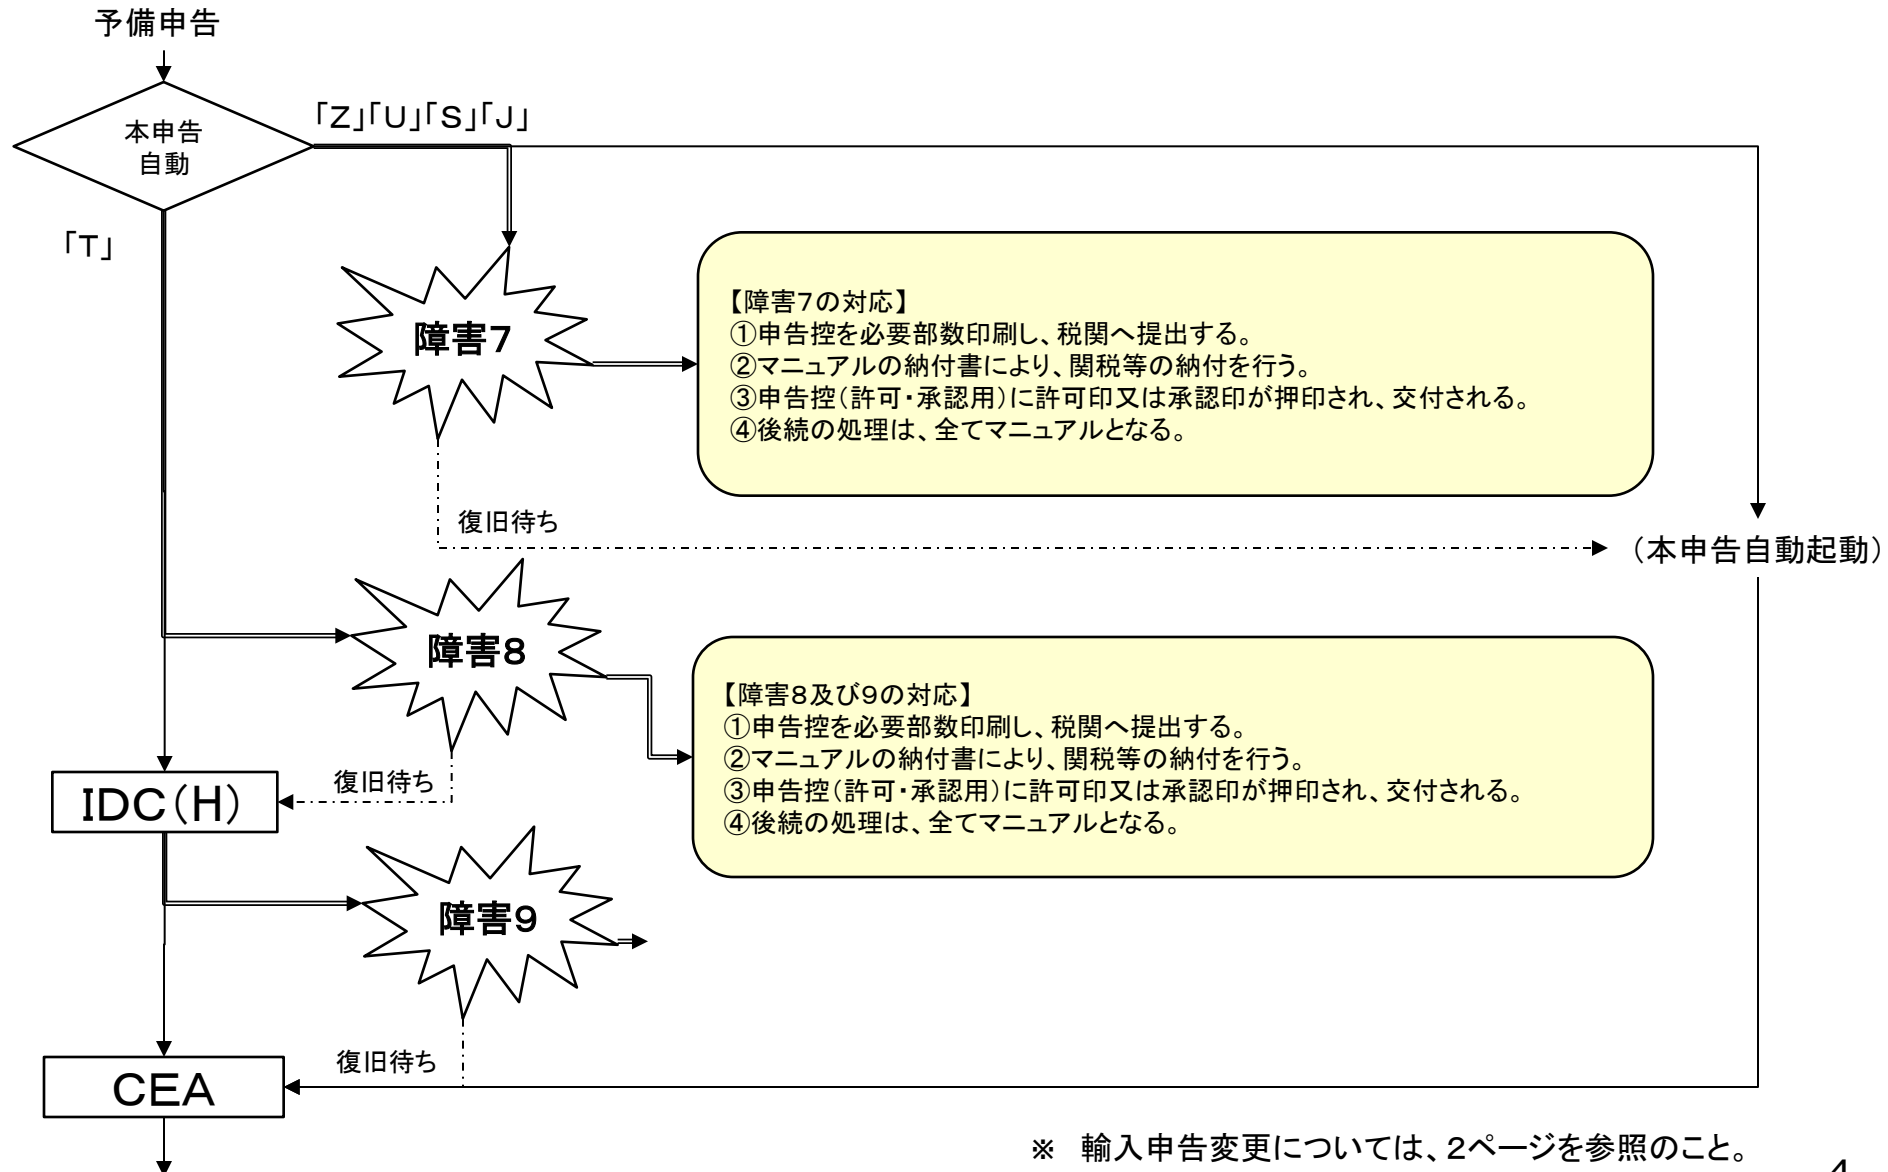 予備申告
本申告
自動
「Z」「U」「S」「J」
「T」
障害7
【障害7の対応】
①申告控を必要部数印刷し、税関へ提出する。
②マニュアルの納付書により、関税等の納付を行う。
③申告控（許可・承認用）に許可印又は承認印が押印され、交付される。
④後続の処理は、全てマニュアルとなる。
復旧待ち
（本申告自動起動）
障害8
【障害8及び9の対応】
①申告控を必要部数印刷し、税関へ提出する。
②マニュアルの納付書により、関税等の納付を行う。
③申告控（許可・承認用）に許可印又は承認印が押印され、交付される。
④後続の処理は、全てマニュアルとなる。
復旧待ち
IDC（H）
障害9
復旧待ち
CEA
※　輸入申告変更については、2ページを参照のこと。
4